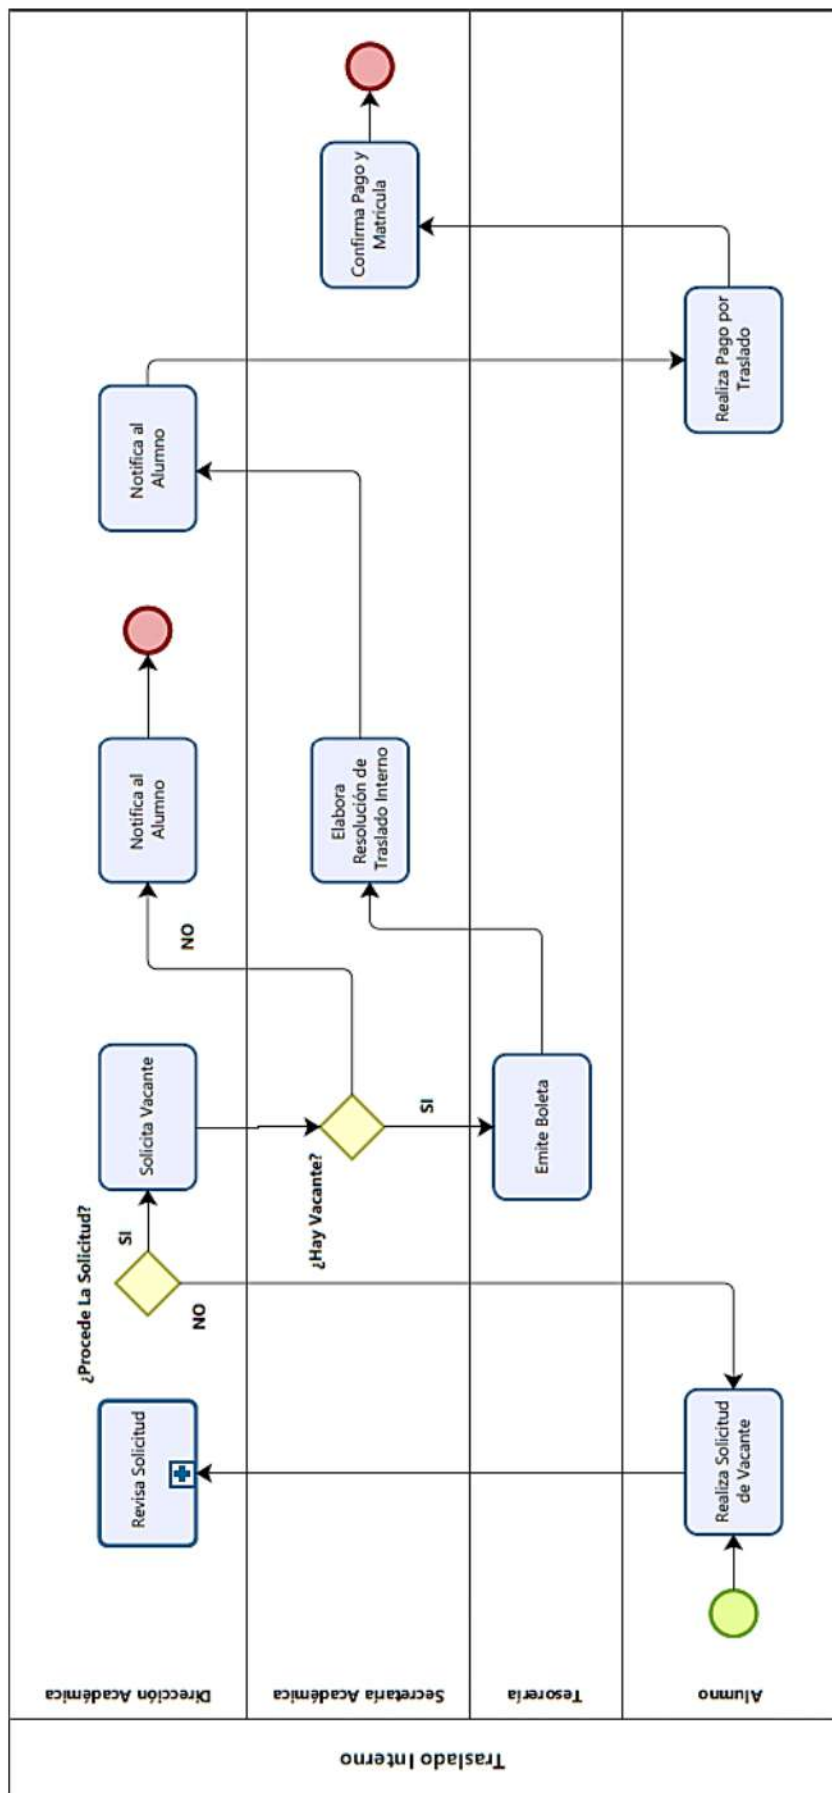 Traslado Interno
Dirección Académica
Revisa Solicitud
¿Procede La Solicitud?
SI
NO
Solicita Vacante
NO
Notifica al
Alumno
Notifica al
Alumno
Secretaría Académica
¿Hay Vacante?
SI
Elabora
Resolución de
Traslado Interno
Confirma Pago y
Matrícula
Tesorería
Emite Boleta
Alumno
Realiza Solicitud
de Vacante
Realiza Pago por
Traslado